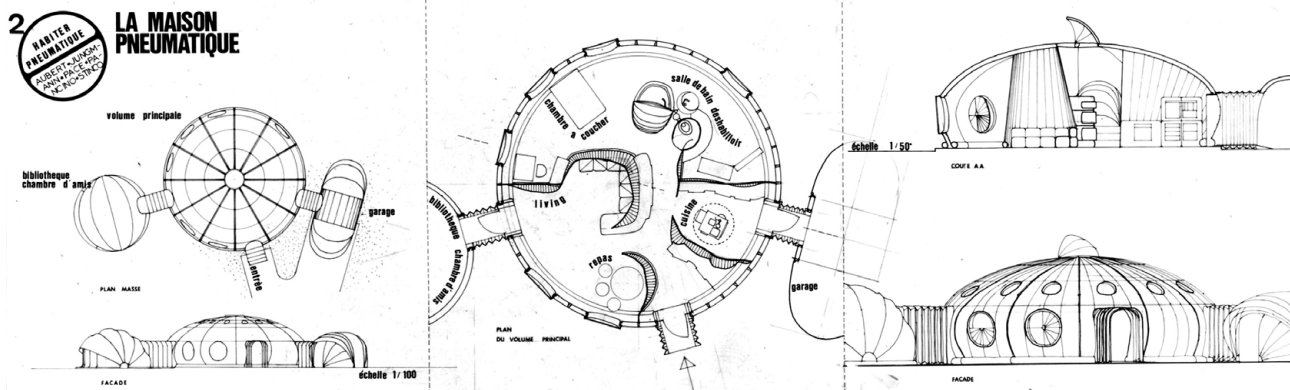 2
HABITER
PNEUMATIQUE
AUBERT•JUNGM-
ANN•PACE•PA-
NCINO•STINCO
LA MAISON
PNEUMATIQUE
volume principale
bibliotheque
chambre d'amis
garage
entrée
PLAN MASSE
FACADE
échelle 1/100
chambre a coucher
salle de bain deshabilloir
living
cuisine
repas
bibliotheque chambre d'amis
garage
PLAN
DU VOLUME PRINCIPAL
échelle 1/50°
COUPE AA
FACADE